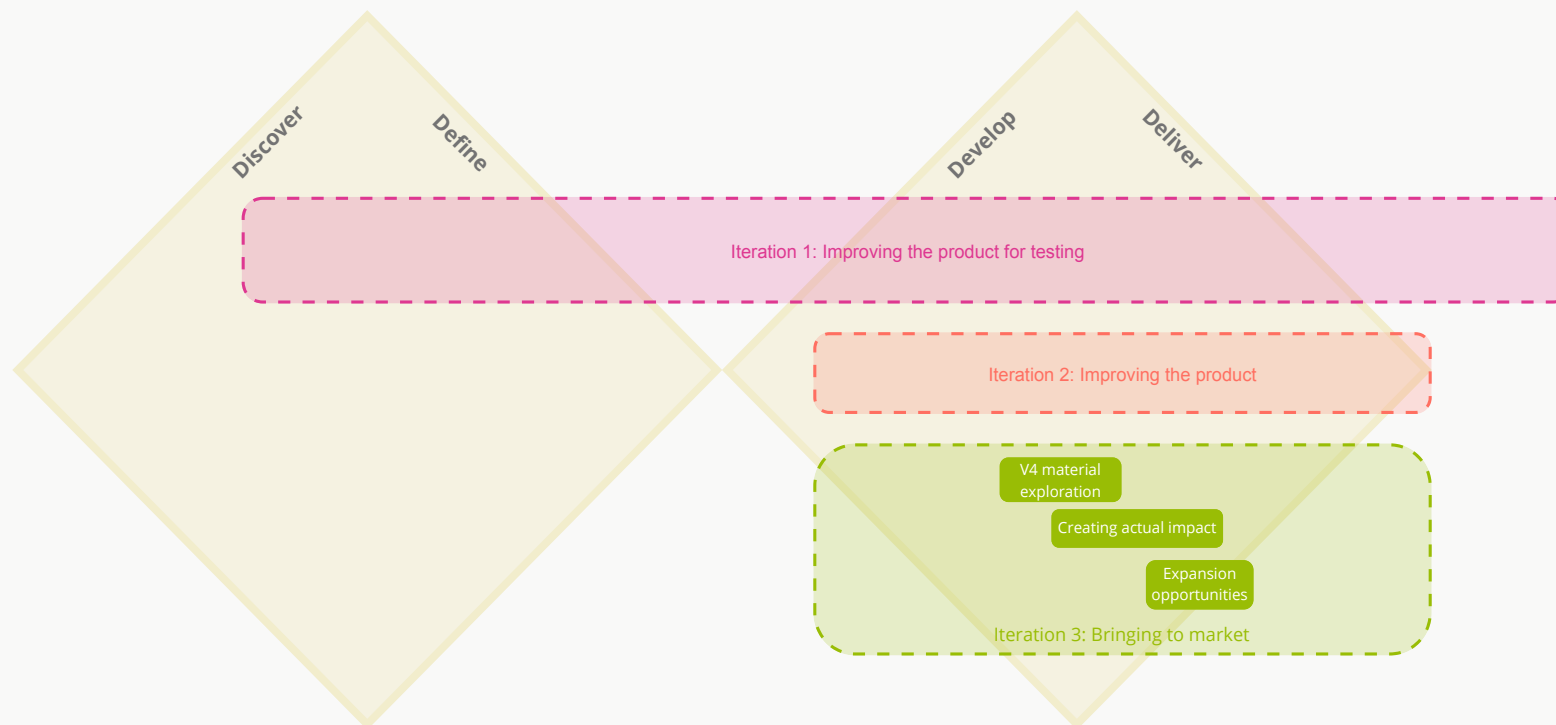 Discover
Define
Develop
Deliver
Iteration 1: Improving the product for testing
Iteration 2: Improving the product
V4 material
exploration
Creating actual impact
Expansion
opportunities
Iteration 3: Bringing to market